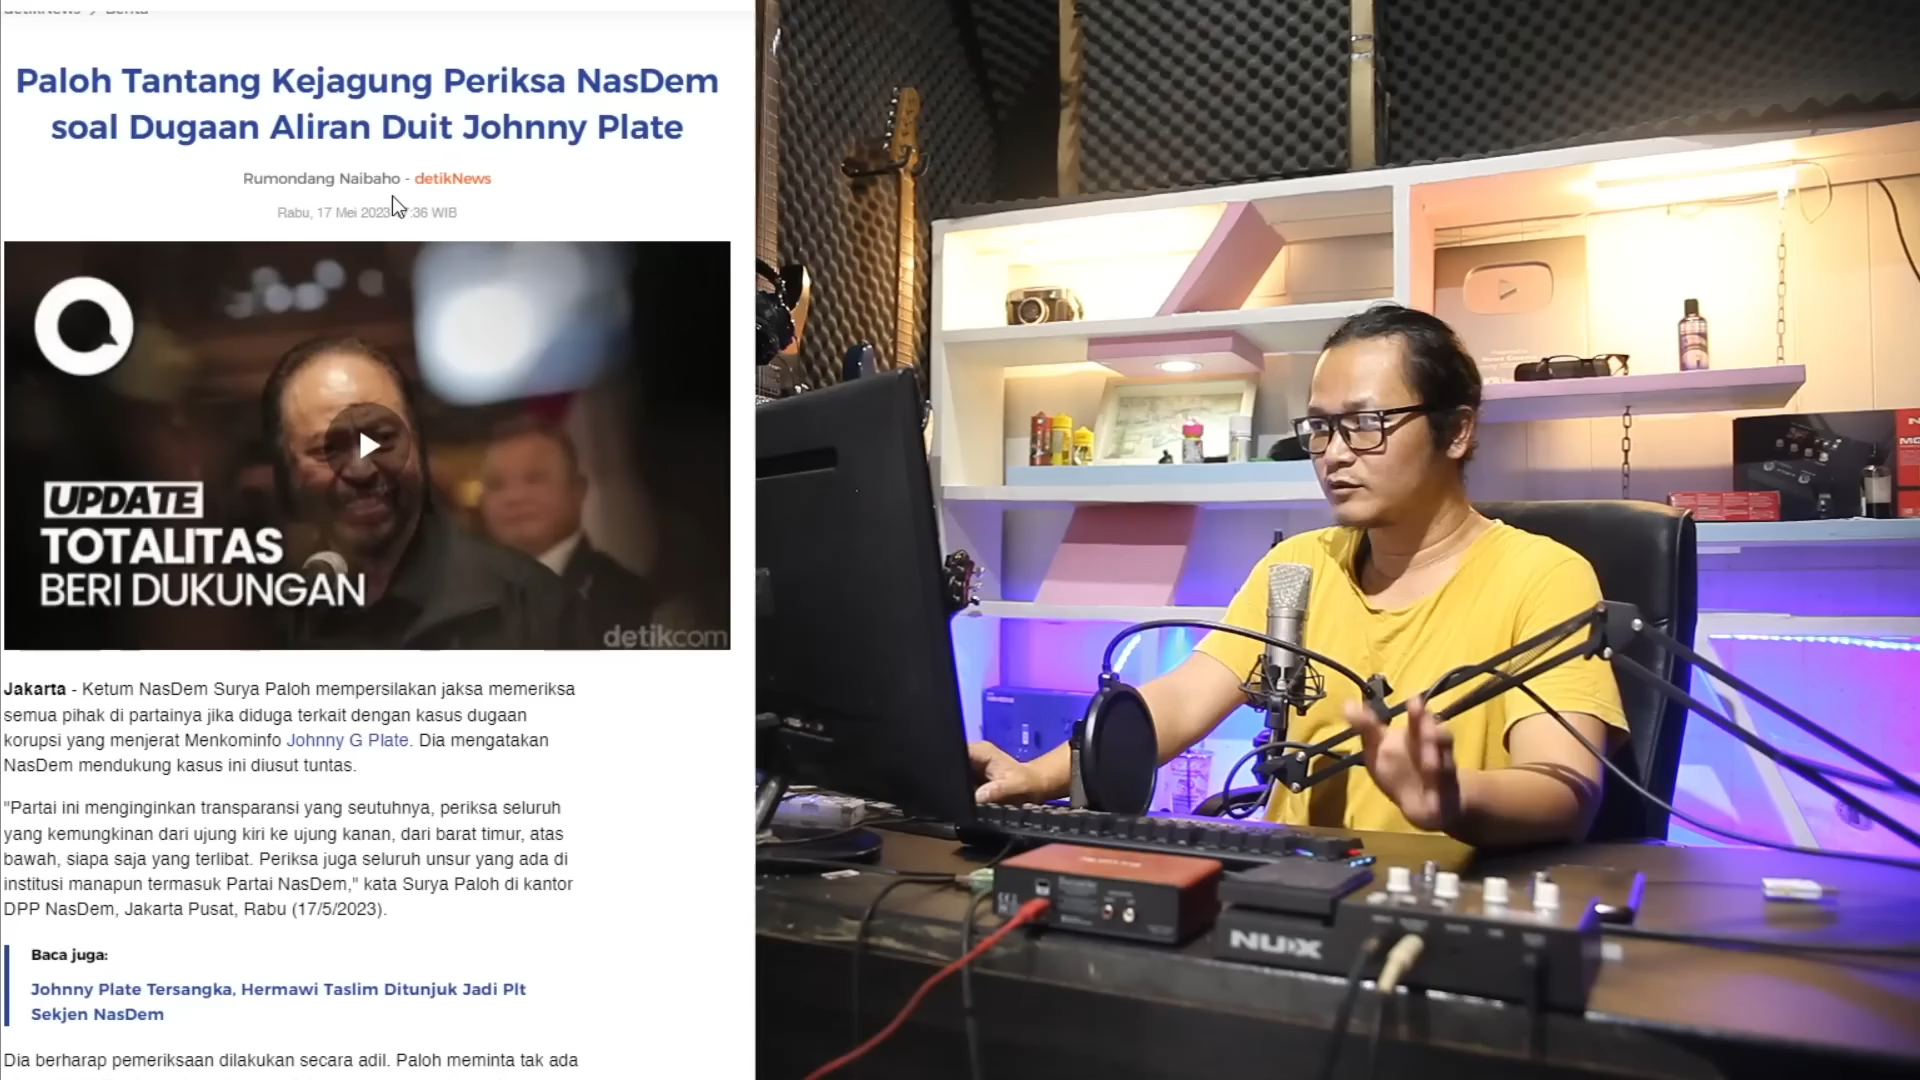 Paloh Tantang Kejagung Periksa NasDem
soal Dugaan Aliran Duit Johnny Plate
Rumondang Naibaho - detikNews
Rabu, 17 Mei 2023 :36 WIB
UPDATE
TOTALITAS
BERI DUKUNGAN
detikcom
Jakarta - Ketum NasDem Surya Paloh mempersilakan jaksa memeriksa
semua pihak di partainya jika diduga terkait dengan kasus dugaan
korupsi yang menjerat Menkominfo Johnny G Plate. Dia mengatakan
NasDem mendukung kasus ini diusut tuntas.
"Partai ini menginginkan transparansi yang seutuhnya, periksa seluruh
yang kemungkinan dari ujung kiri ke ujung kanan, dari barat timur, atas
bawah, siapa saja yang terlibat. Periksa juga seluruh unsur yang ada di
institusi manapun termasuk Partai NasDem," kata Surya Paloh di kantor
DPP NasDem, Jakarta Pusat, Rabu (17/5/2023).
Baca juga:
Johnny Plate Tersangka, Hermawi Taslim Ditunjuk Jadi Plt
Sekjen NasDem
Dia berharap pemeriksaan dilakukan secara adil. Paloh meminta tak ada
NUX